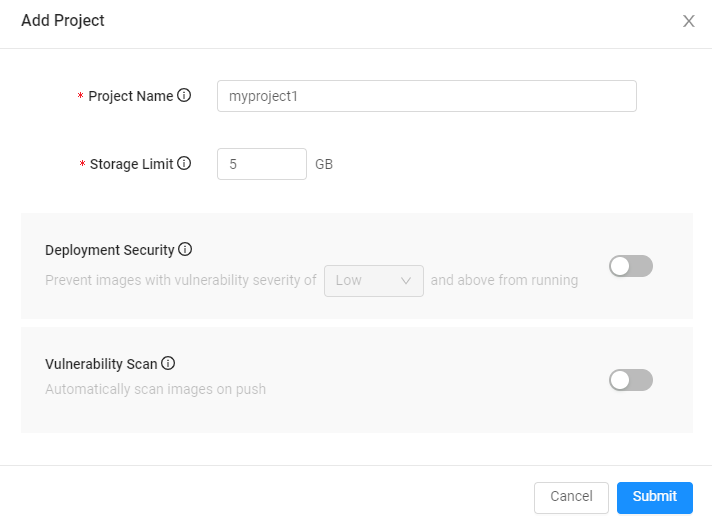 Add Project
* Project Name
myproject1
* Storage Limit
5 GB
Deployment Security
Prevent images with vulnerability severity of Low and above from running
Vulnerability Scan
Automatically scan images on push
Cancel Submit